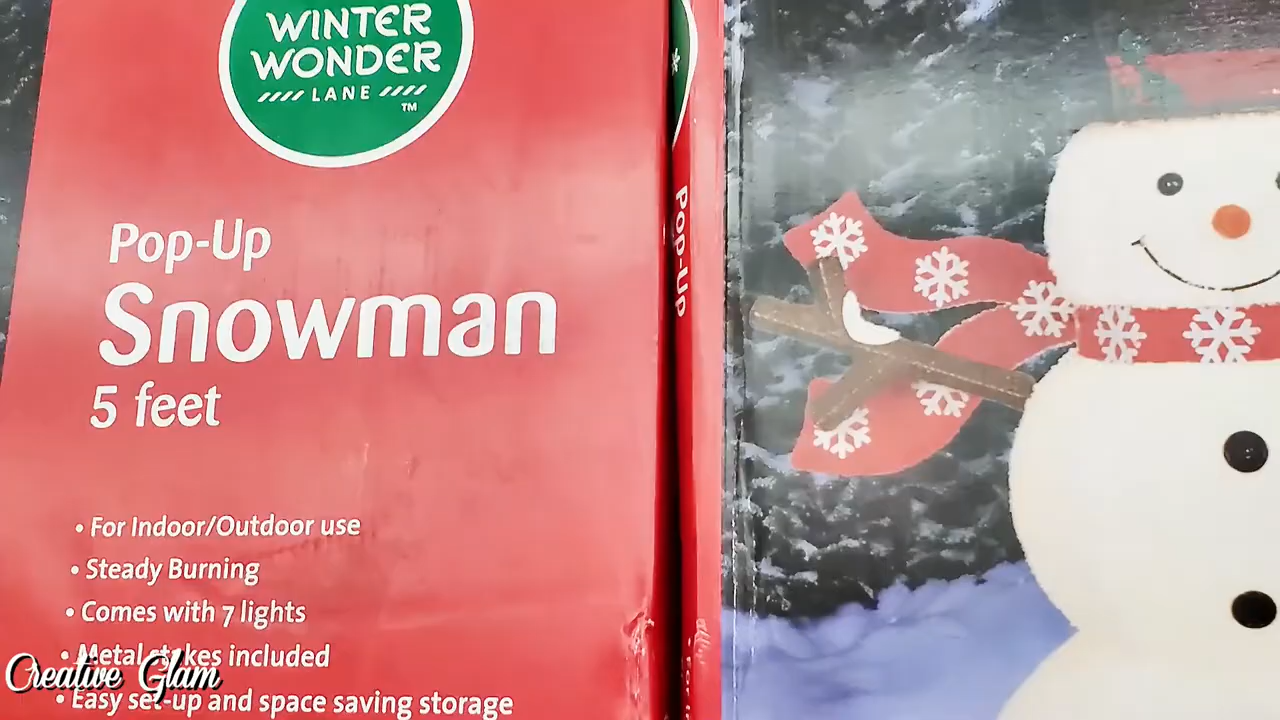 WINTER
WONDER
LANE
TM
Pop-Up
Snowman
5 feet
• For Indoor/Outdoor use
• Steady Burning
• Comes with 7 lights
• Metal stakes included
• Easy set-up and space saving storage
Creative Glam
Pop-Up